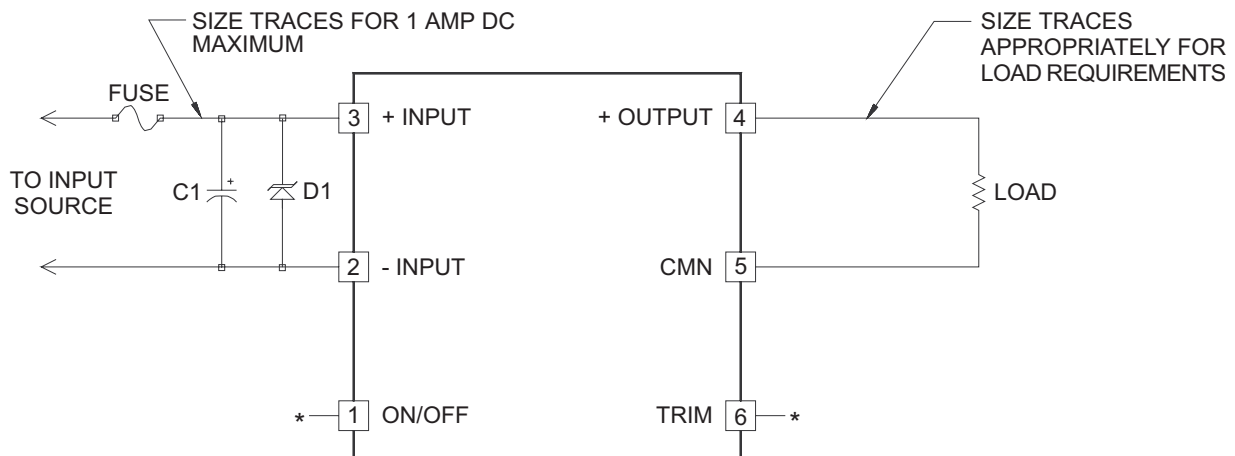 SIZE TRACES FOR 1 AMP DC
MAXIMUM
SIZE TRACES
APPROPRIATELY FOR
LOAD REQUIREMENTS
FUSE
3 + INPUT
+ OUTPUT 4
TO INPUT
SOURCE
C1
+
D1
LOAD
2 - INPUT
CMN 5
* 1 ON/OFF
TRIM 6 *